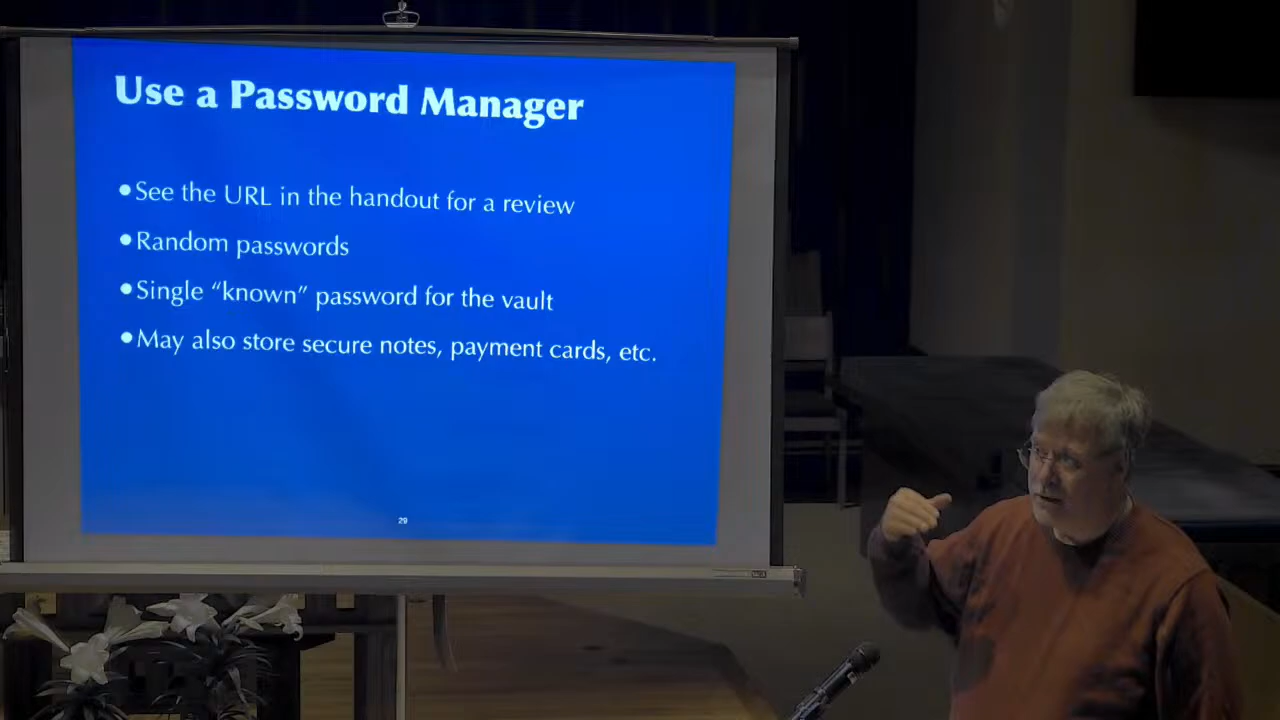 Use a Password Manager
•See the URL in the handout for a review
•Random passwords
•Single “known” password for the vault
•May also store secure notes, payment cards, etc.
29